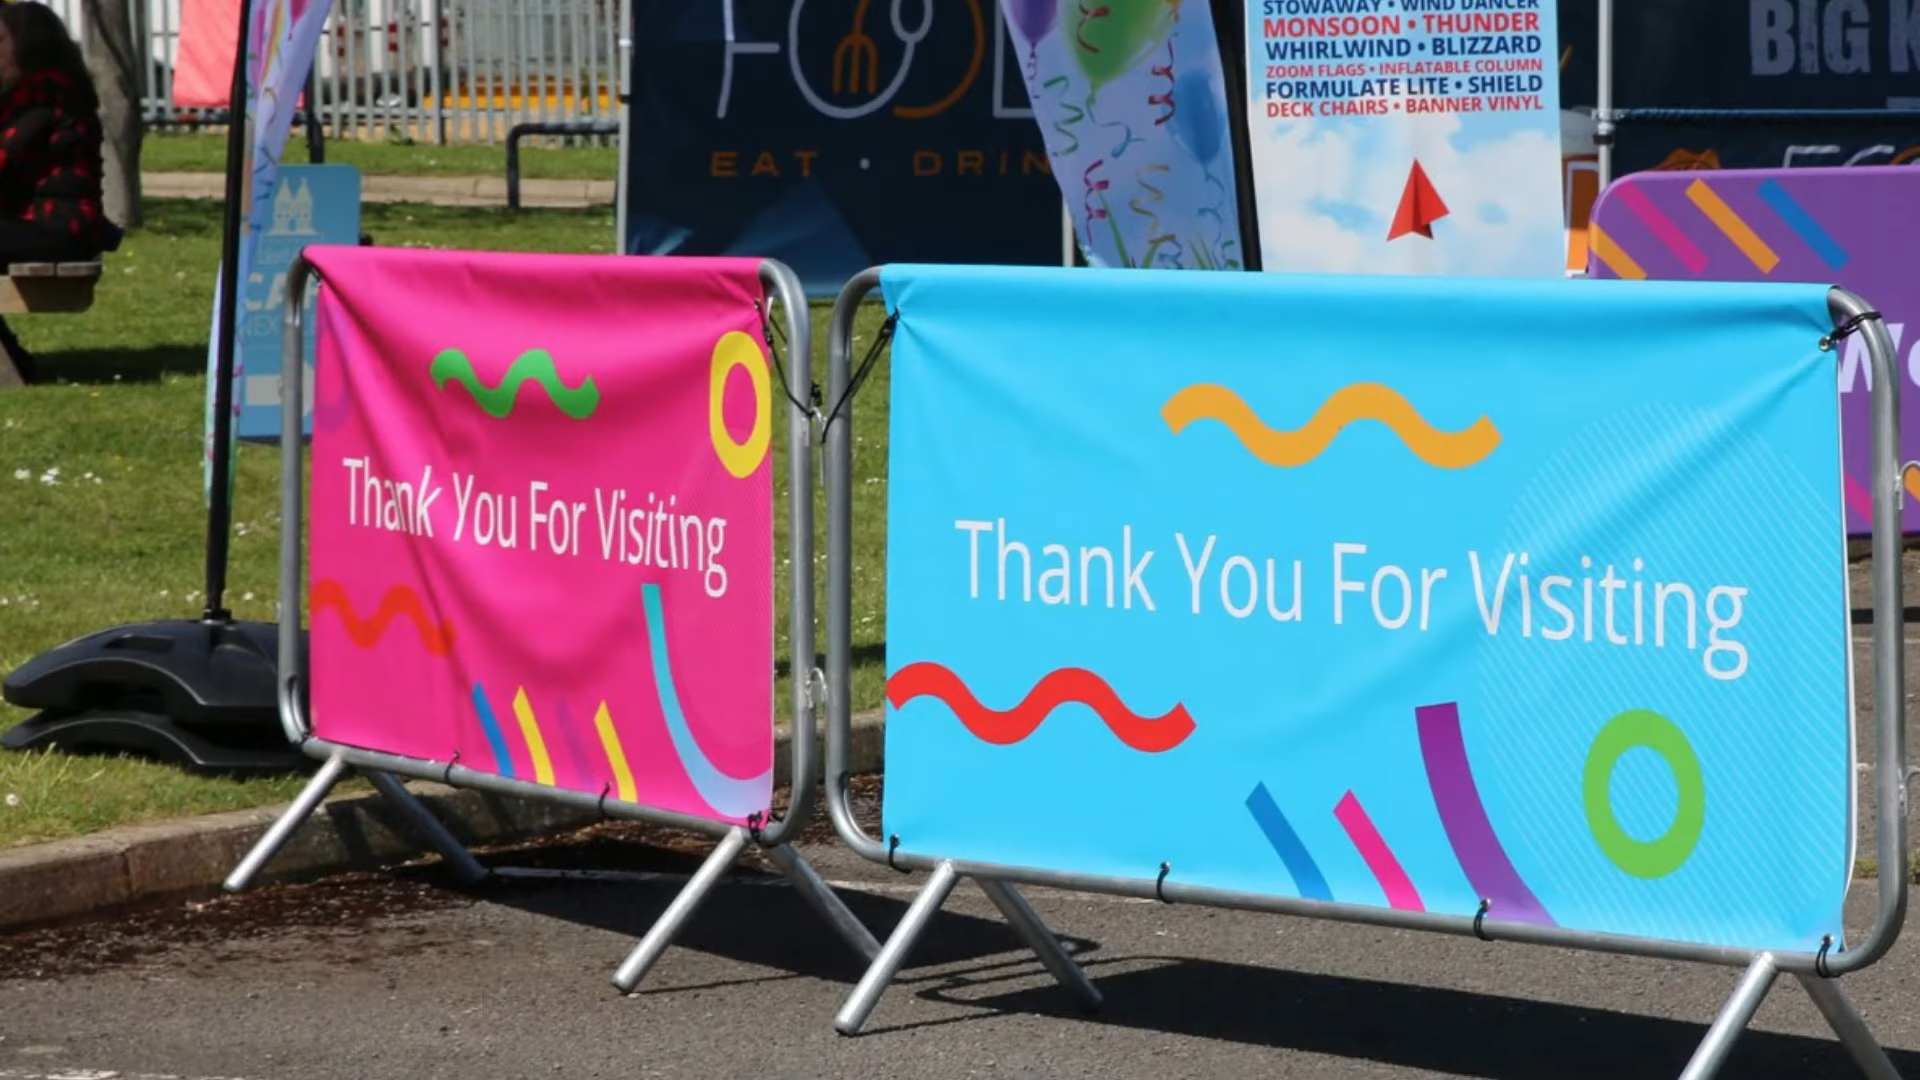 STOWAWAY • WIND DANCER
MONSOON • THUNDER
WHIRLWIND • BLIZZARD
ZOOM FLAGS • INFLATABLE COLUMN
FORMULATE LITE • SHIELD
DECK CHAIRS • BANNER VINYL
BIG
EAT • DRIN
Thank You For Visiting
Thank You For Visiting